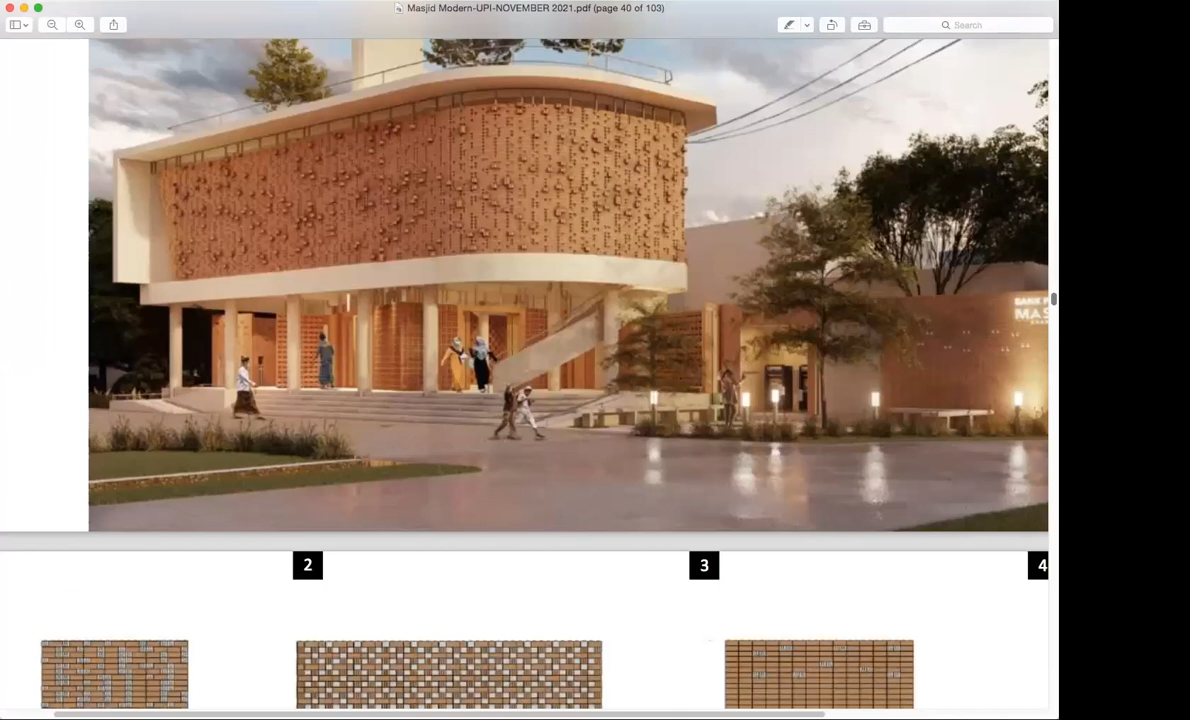 Masjid Modern-UPI-NOVEMBER 2021.pdf (page 40 of 103)
Search
BANK
MAS
2
3
4